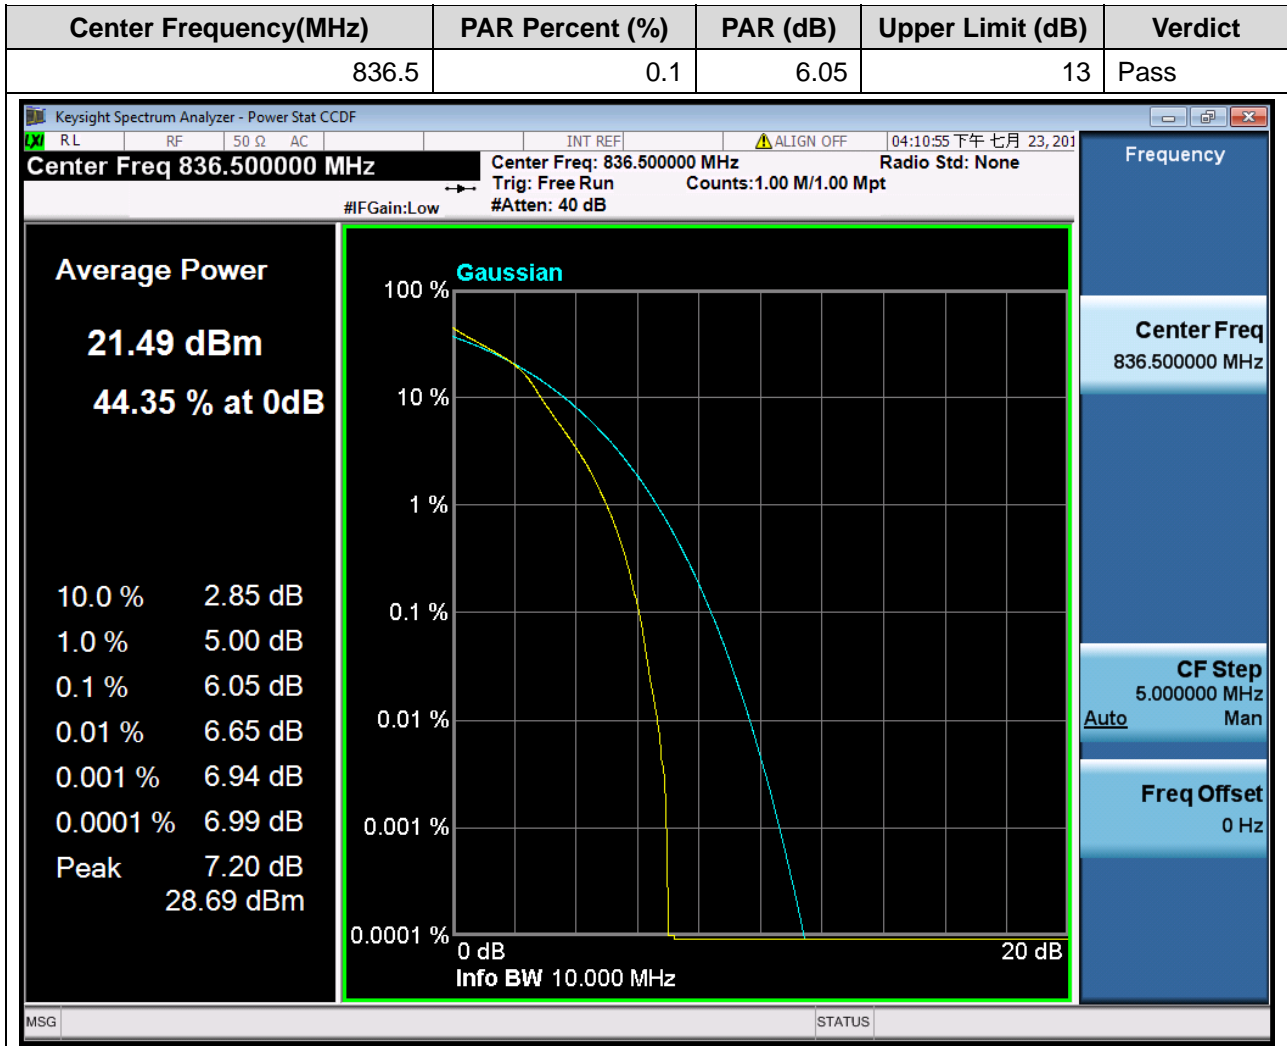 Center Frequency(MHz) PAR Percent (%) PAR (dB) Upper Limit (dB) Verdict
836.5 0.1 6.05 13 Pass
Keysight Spectrum Analyzer - Power Stat CCDF
LXI RL RF 50 Ω AC INT REF ALIGN OFF 04:10:55 下午 七月 23, 201
Center Freq 836.500000 MHz
#IFGain:Low
Center Freq: 836.500000 MHz
Trig: Free Run Counts:1.00 M/1.00 Mpt
#Atten: 40 dB
Radio Std: None
Average Power
21.49 dBm
44.35 % at 0dB
10.0 % 2.85 dB
1.0 % 5.00 dB
0.1 % 6.05 dB
0.01 % 6.65 dB
0.001 % 6.94 dB
0.0001 % 6.99 dB
Peak 7.20 dB
28.69 dBm
Gaussian
100 %
10 %
1 %
0.1 %
0.01 %
0.001 %
0.0001 %
0 dB 20 dB
Info BW 10.000 MHz
Frequency
Center Freq
836.500000 MHz
CF Step
5.000000 MHz
Auto Man
Freq Offset
0 Hz
MSG STATUS